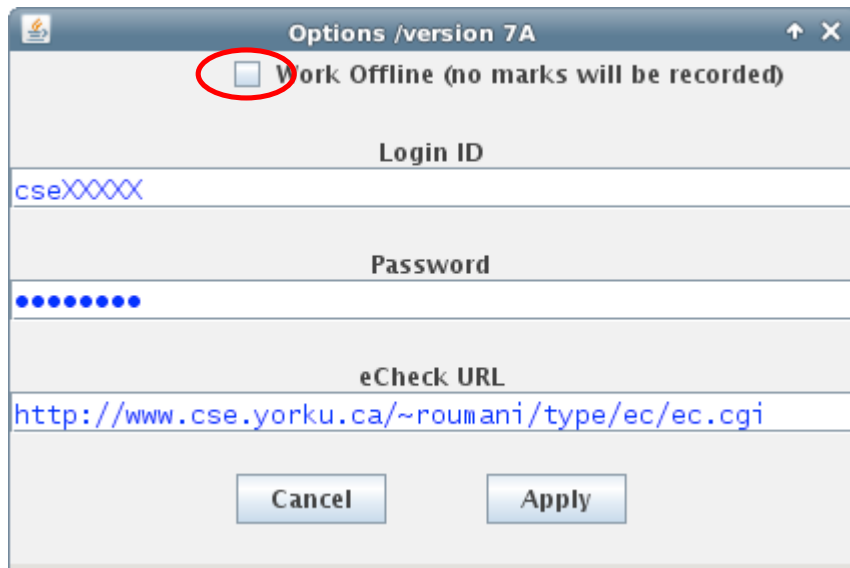 Options /version 7A
Work Offline (no marks will be recorded)
Login ID
cseXXXXX
Password
eCheck URL
http://www.cse.yorku.ca/~roumani/type/ec/ec.cgi
Cancel Apply